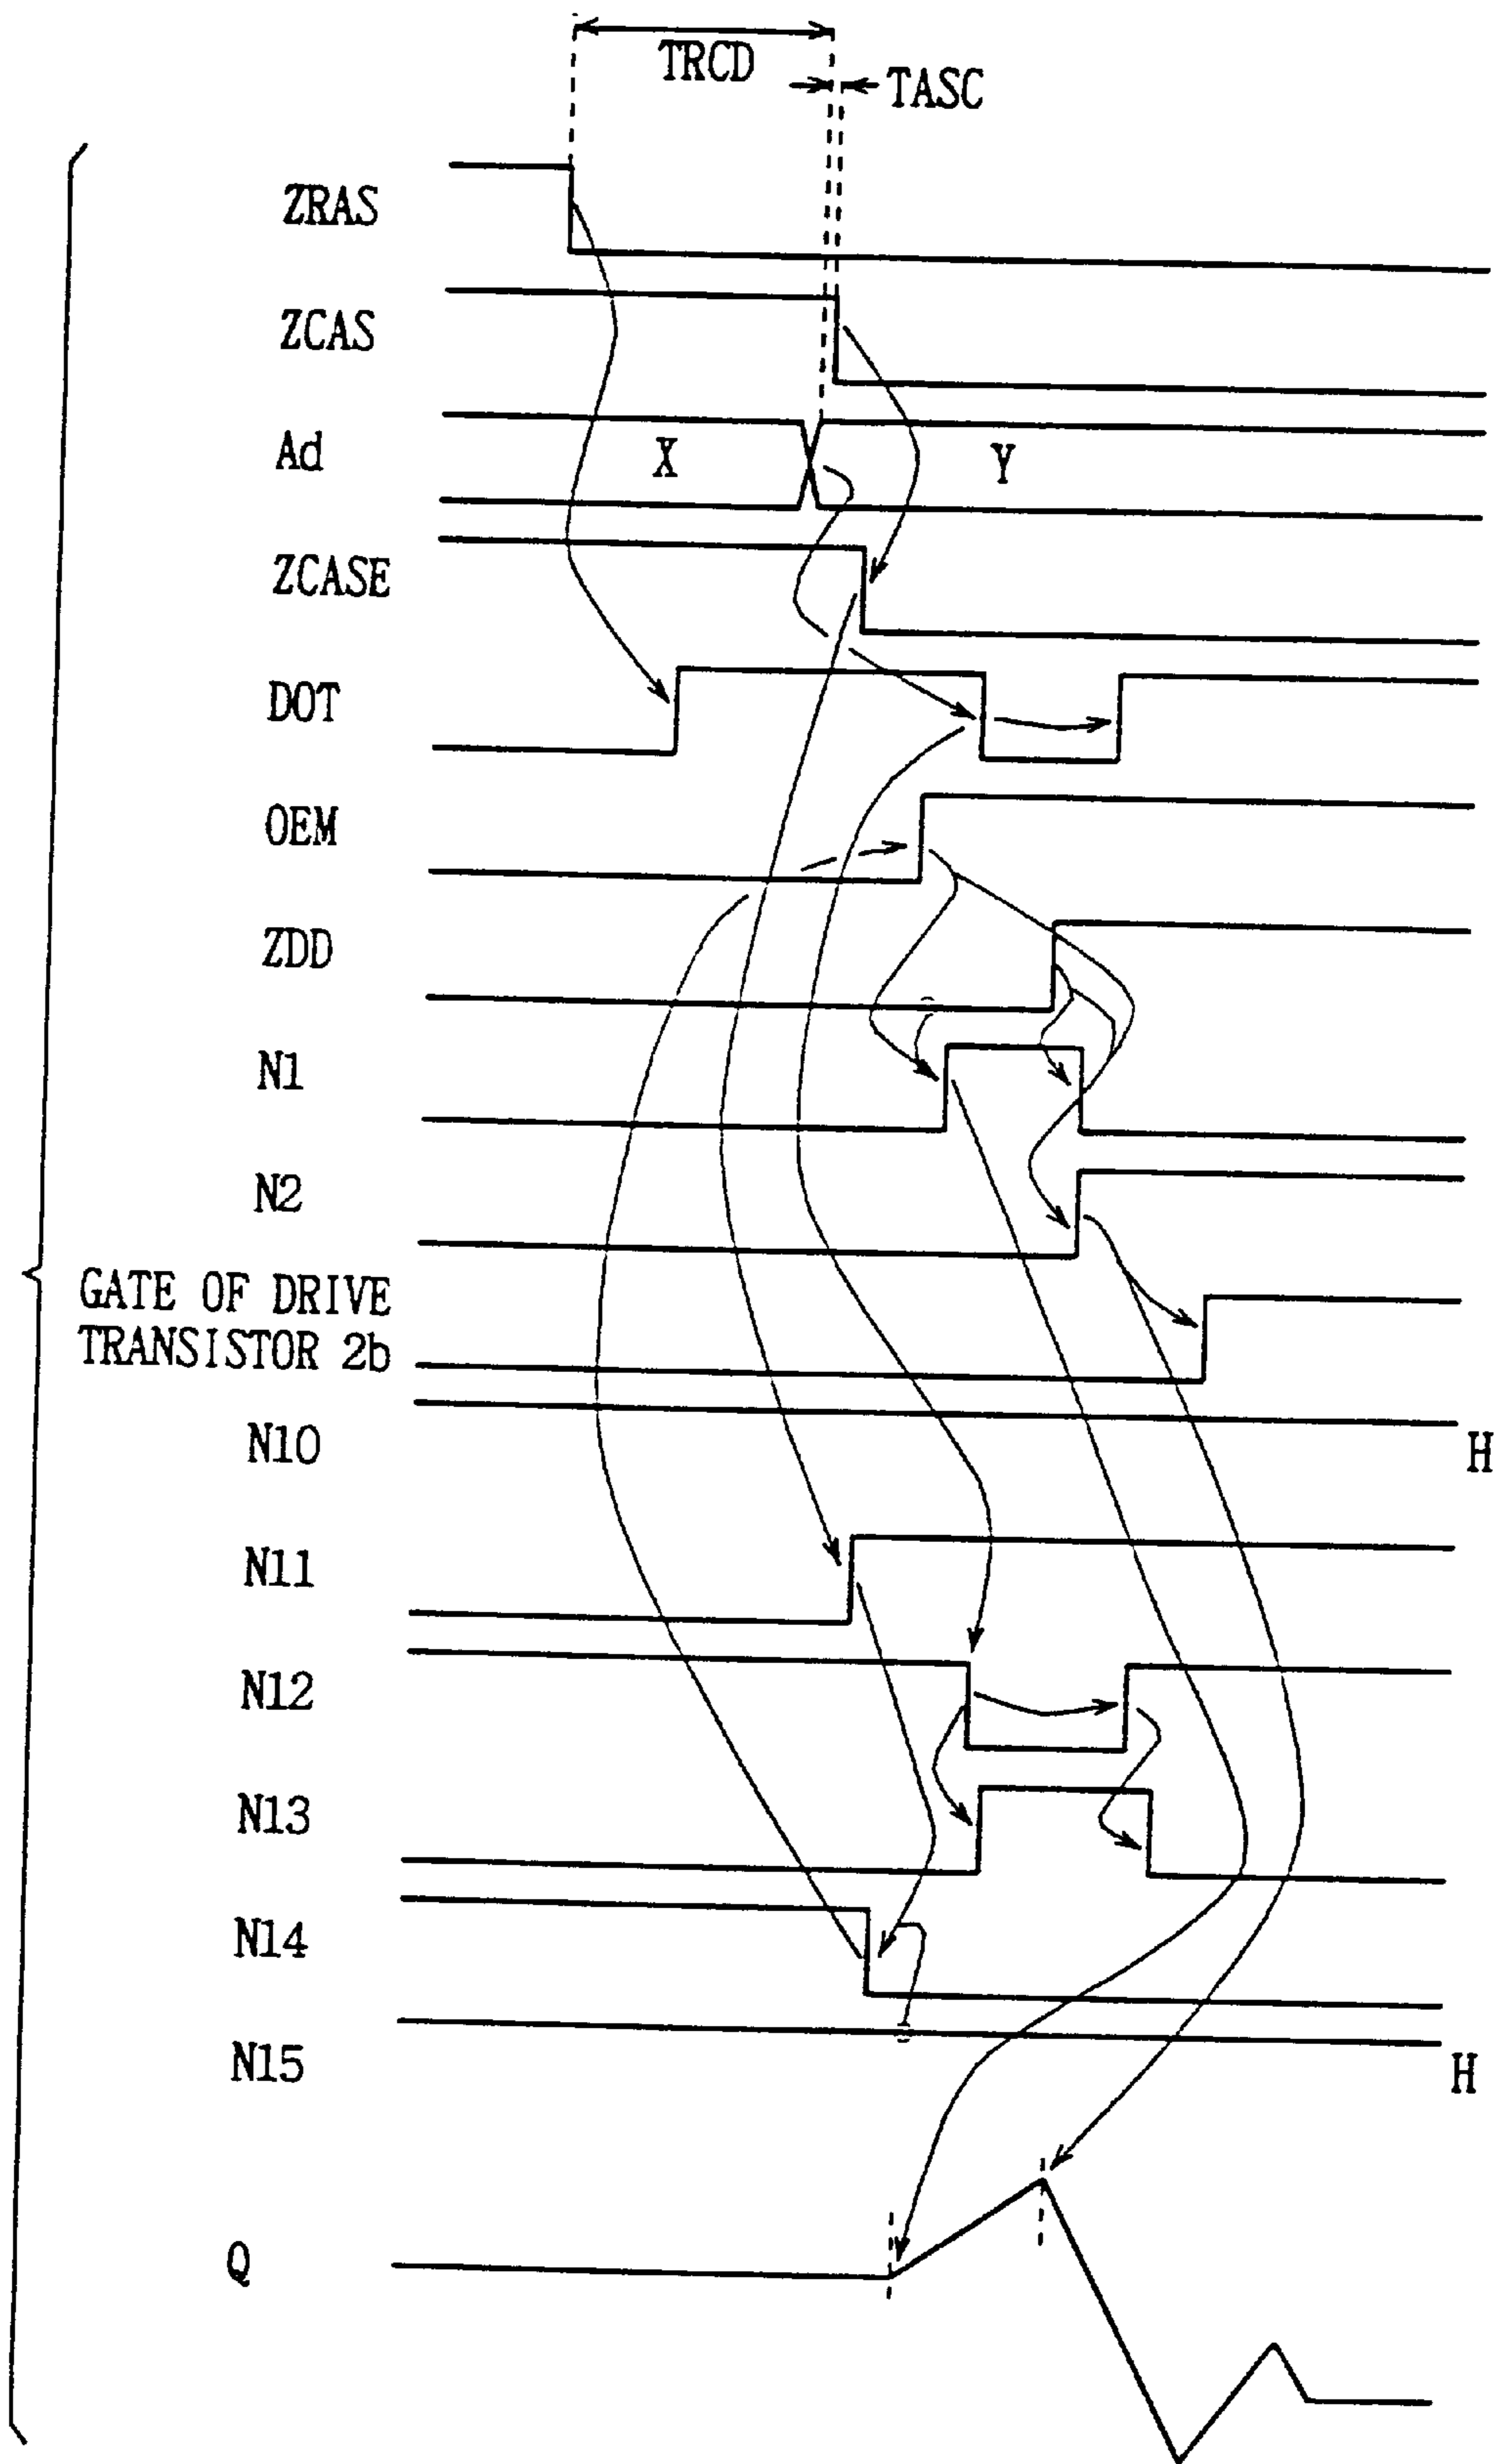 TRCD
TASC
ZRAS
ZCAS
Ad
X
Y
ZCASE
DOT
OEM
ZDD
N1
N2
GATE OF DRIVE
TRANSISTOR 2b
N10
H
N11
N12
N13
N14
N15
H
Q